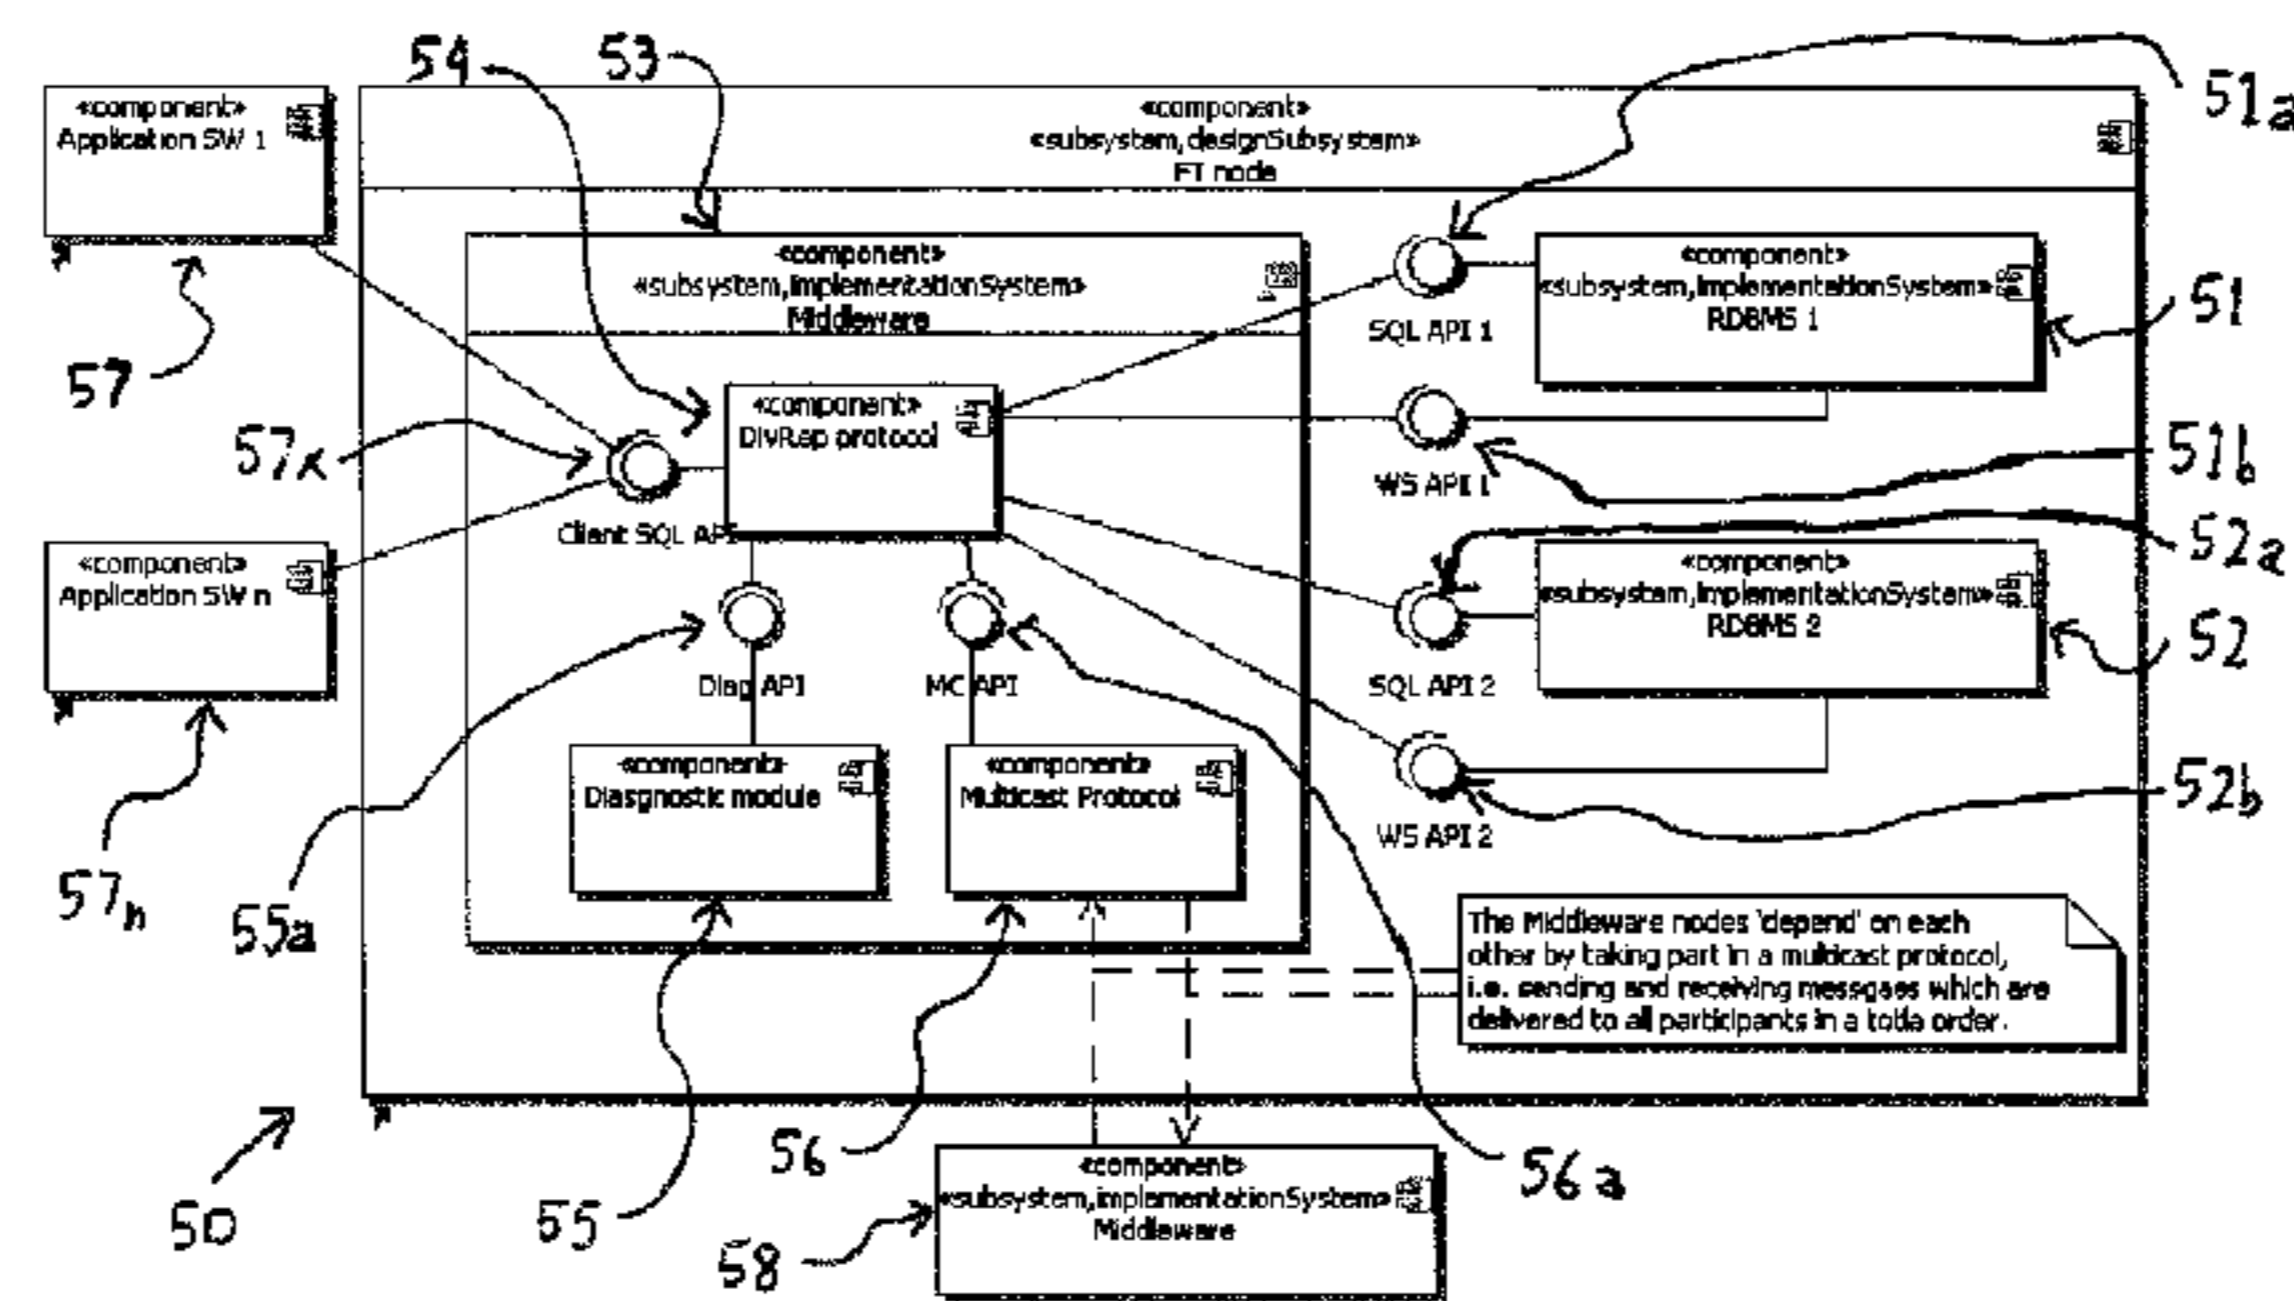 54
53
51a
«component»
Application SW 1
«component»
«subsystem,designSubsystem»
FT node
«component»
«subsystem,implementationSystem»
Middleware
«component»
«subsystem,implementationSystem»
RDBMS 1
51
SQL API 1
57
57x
«component»
DivRep protocol
WS API 1
51b
Client SQL API
52a
«component»
Application SW n
«component»
«subsystem,implementationSystem»
RDBMS 2
52
Diag API
MC API
SQL API 2
«component»
Diasgnostic module
«component»
Multicast Protocol
52b
WS API 2
57n
55a
The Middleware nodes 'depend' on each
other by taking part in a multicast protocol,
i.e. sending and receiving messgaes which are
delivered to all participants in a totla order.
50
55
56
56a
58
«component»
«subsystem,implementationSystem»
Middleware